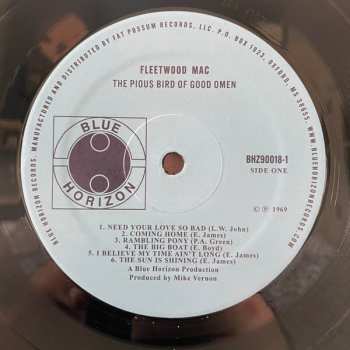 BLUE HORIZON RECORDS, MANUFACTURED AND DISTRIBUTED BY FAT POSSUM RECORDS, LLC. P.O. BOX 1923, OXFORD, MS 38655 WWW.BLUEHORIZONRECORDS.COM
FLEETWOOD MAC
THE PIOUS BIRD OF GOOD OMEN
BLUE
HORIZON
BHZ90018-1
SIDE ONE
© ℗ 1969
1. NEED YOUR LOVE SO BAD (L.W. John)
2. COMING HOME (E. James)
3. RAMBLING PONY (P.A. Green)
4. THE BIG BOAT (E. Boyd)
5. I BELIEVE MY TIME AIN'T LONG (E. James)
6. THE SUN IS SHINING (E. James)
A Blue Horizon Production
Produced by Mike Vernon